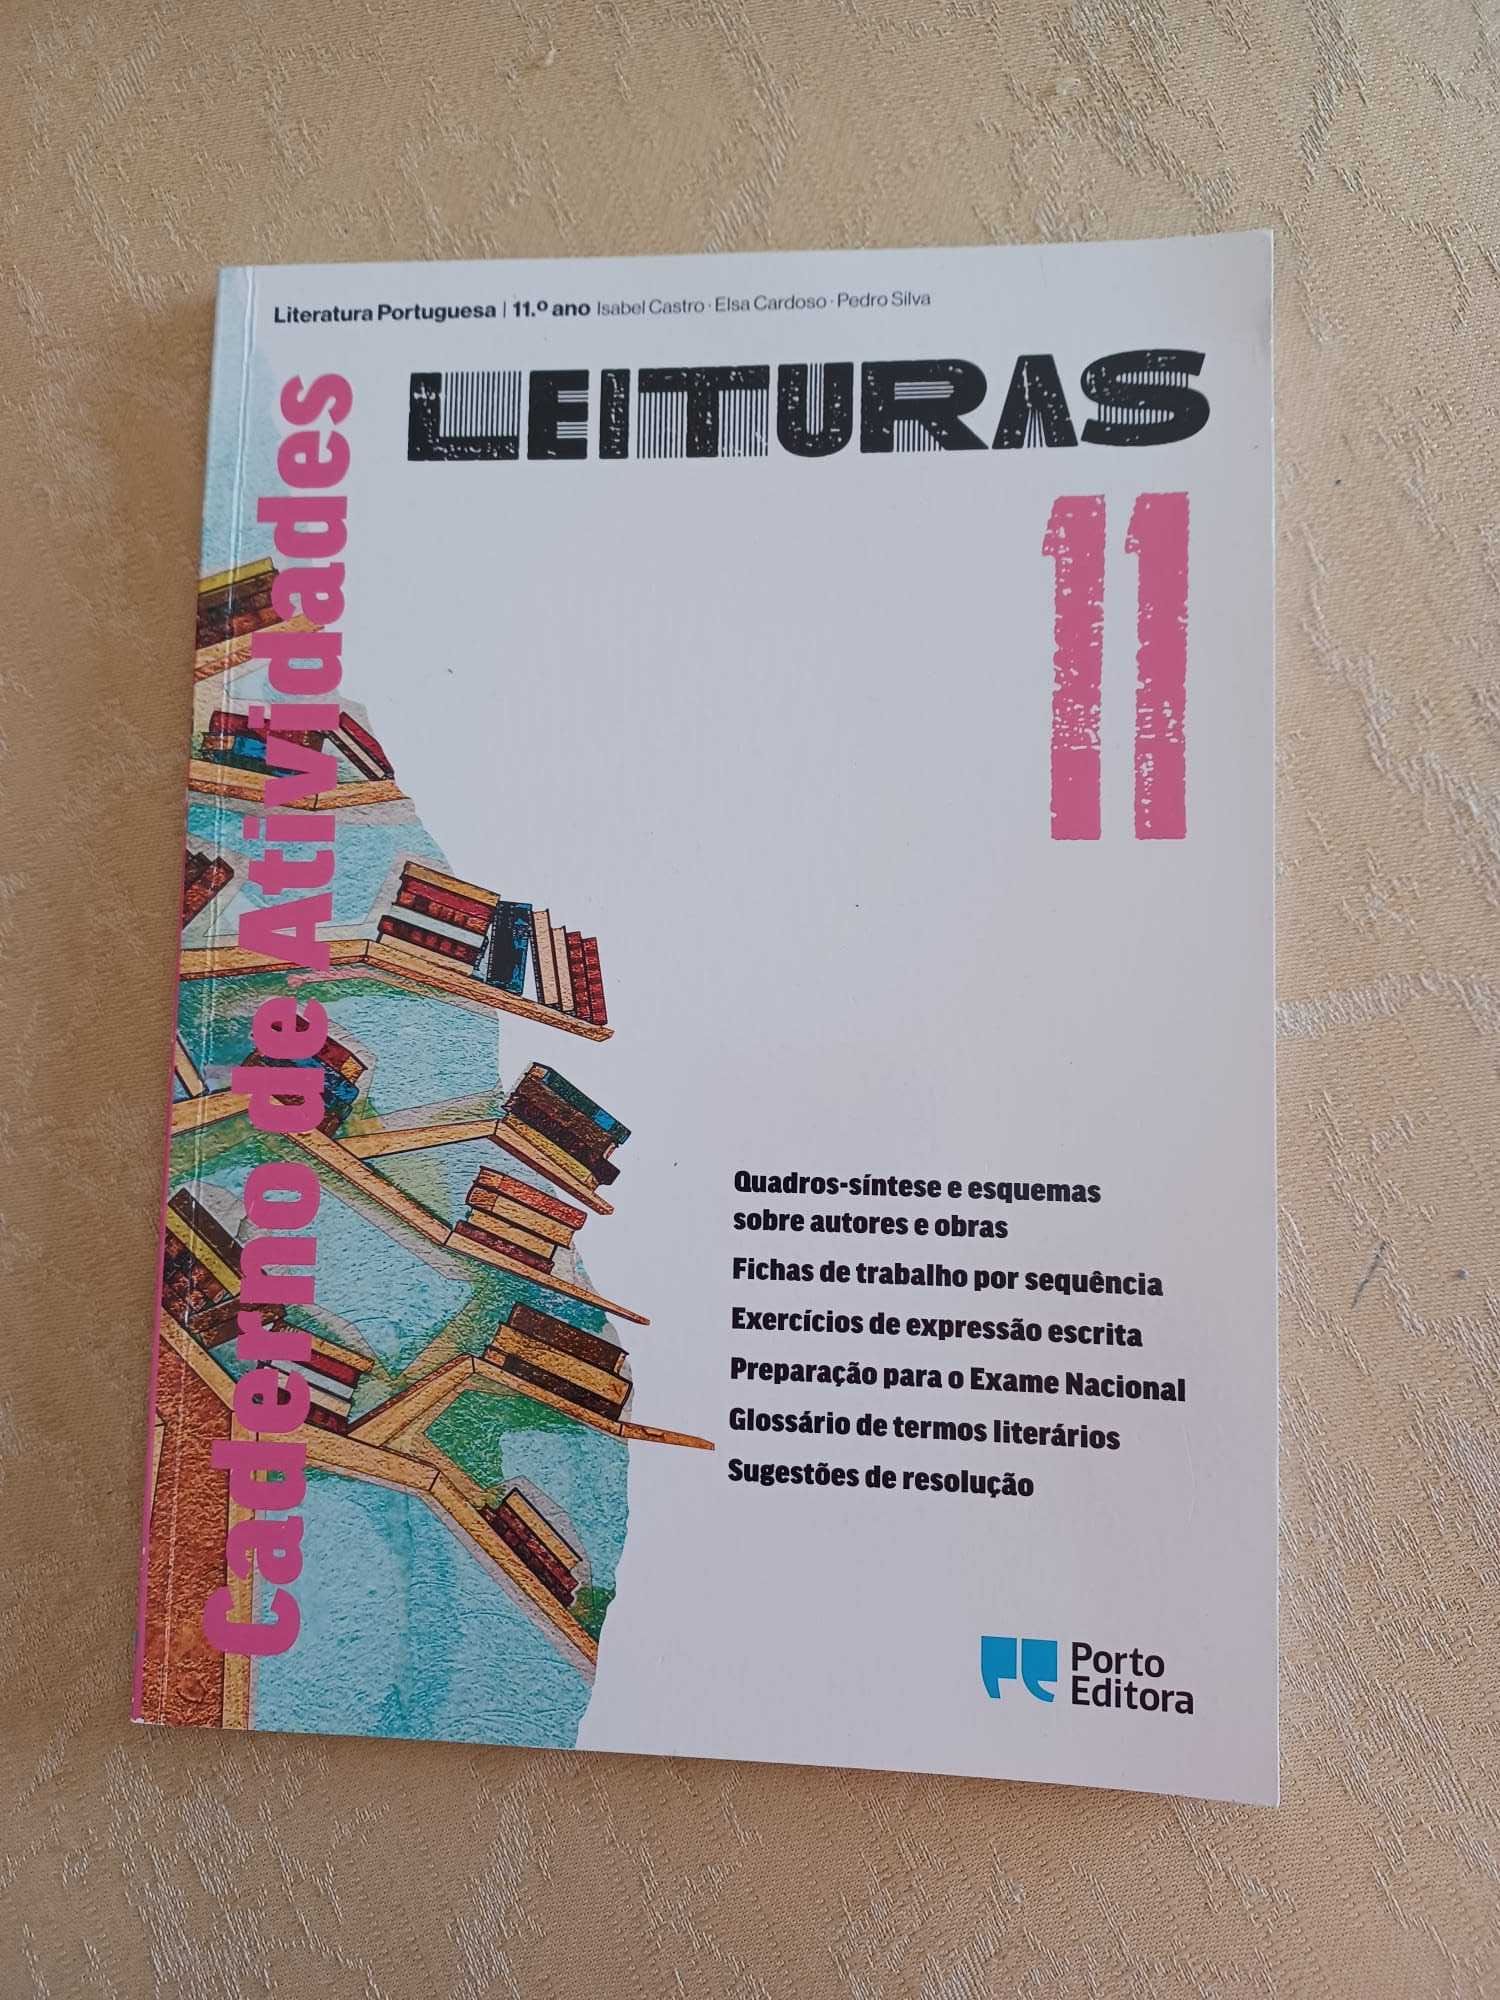 Literatura Portuguesa | 11.º ano Isabel Castro · Elsa Cardoso · Pedro Silva
LEITURAS
11
Caderno de Atividades
Quadros-síntese e esquemas
sobre autores e obras
Fichas de trabalho por sequência
Exercícios de expressão escrita
Preparação para o Exame Nacional
Glossário de termos literários
Sugestões de resolução
Porto
Editora